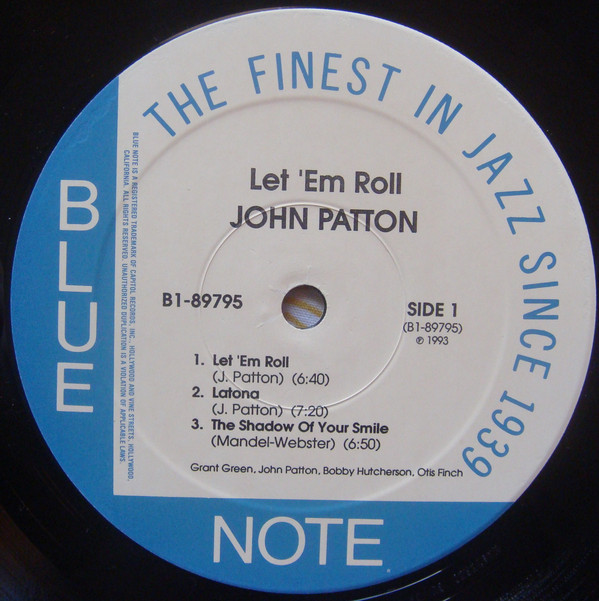 THE FINEST IN JAZZ SINCE 1939
BLUE
BLUE NOTE IS A REGISTERED TRADEMARK OF CAPITOL RECORDS, INC., HOLLYWOOD AND VINE STREETS, HOLLYWOOD,
CALIFORNIA. ALL RIGHTS RESERVED. UNAUTHORIZED DUPLICATION IS A VIOLATION OF APPLICABLE LAWS.
Let 'Em Roll
JOHN PATTON
B1-89795
SIDE 1
(B1-89795)
℗ 1993
1. Let 'Em Roll
(J. Patton) (6:40)
2. Latona
(J. Patton) (7:20)
3. The Shadow Of Your Smile
(Mandel-Webster) (6:50)
Grant Green, John Patton, Bobby Hutcherson, Otis Finch
NOTE